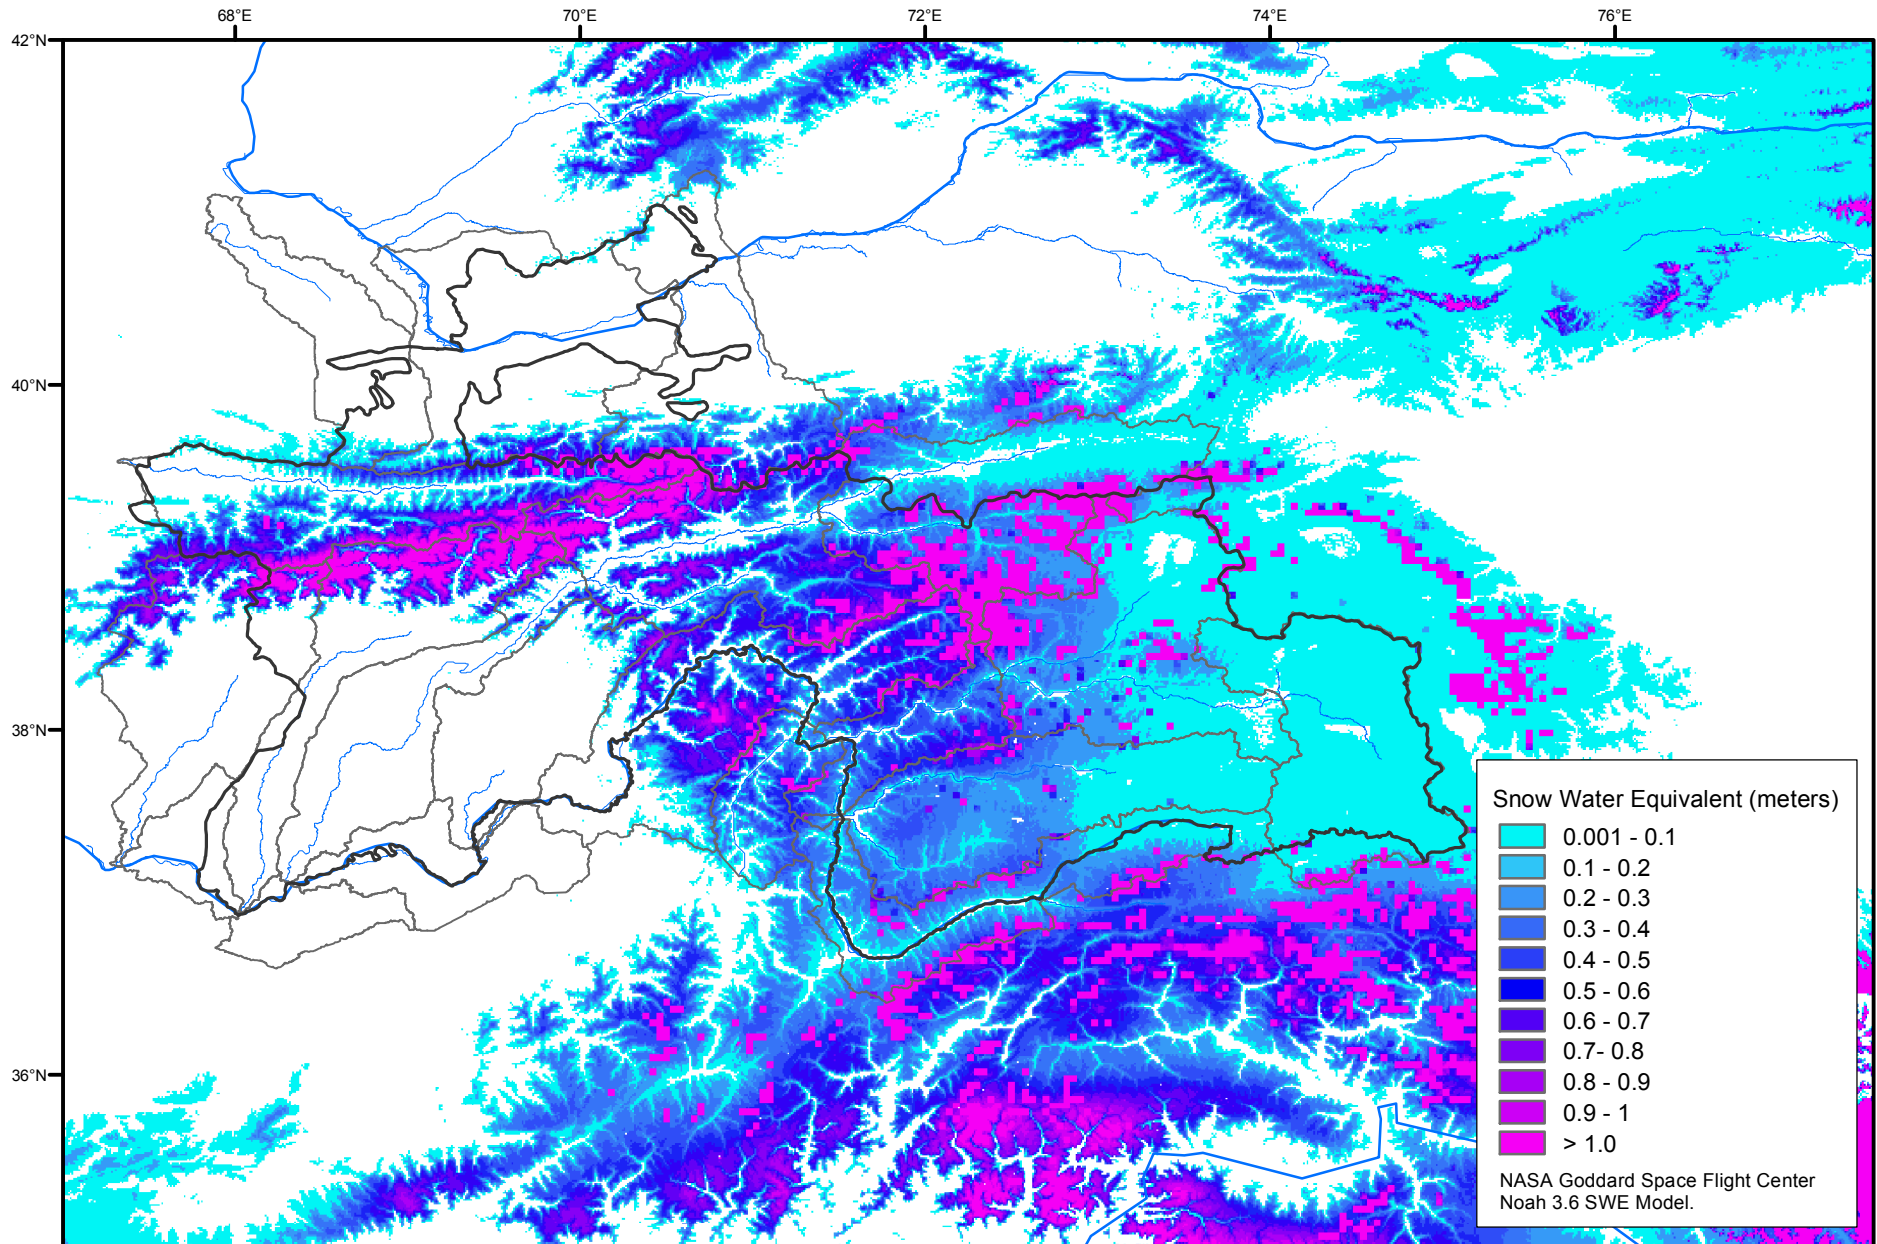 68°E 70°E 72°E 74°E 76°E
42°N
40°N
38°N
36°N
Snow Water Equivalent (meters)
0.001 - 0.1
0.1 - 0.2
0.2 - 0.3
0.3 - 0.4
0.4 - 0.5
0.5 - 0.6
0.6 - 0.7
0.7- 0.8
0.8 - 0.9
0.9 - 1
> 1.0
NASA Goddard Space Flight Center
Noah 3.6 SWE Model.